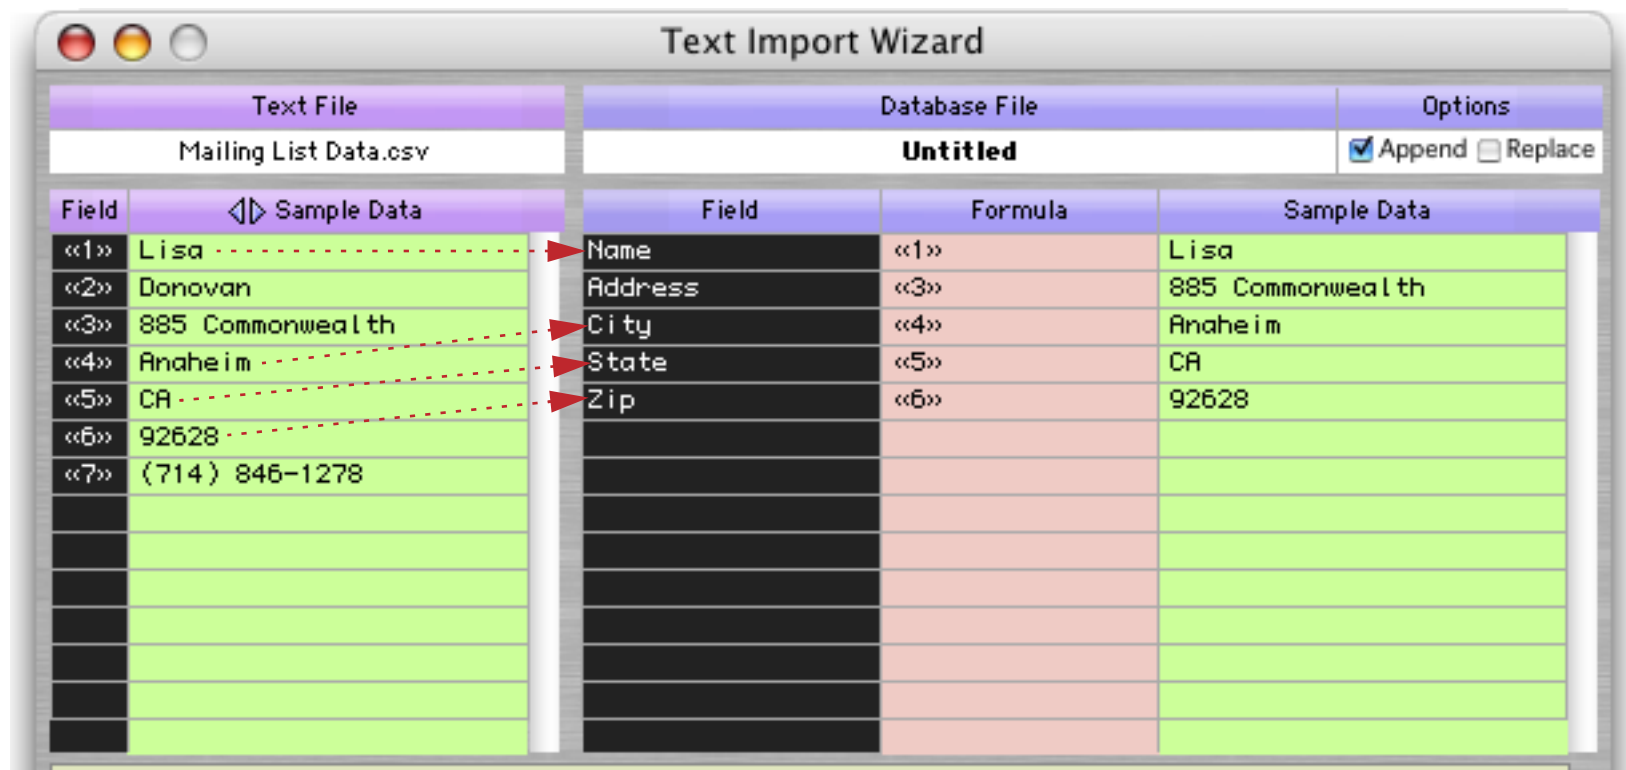 Text Import Wizard
Text File Database File Options
Mailing List Data.csv Untitled Append Replace
Field Sample Data Field Formula Sample Data
«1» Lisa Name «1» Lisa
«2» Donovan Address «3» 885 Commonwealth
«3» 885 Commonwealth City «4» Anaheim
«4» Anaheim State «5» CA
«5» CA Zip «6» 92628
«6» 92628
«7» (714) 846-1278